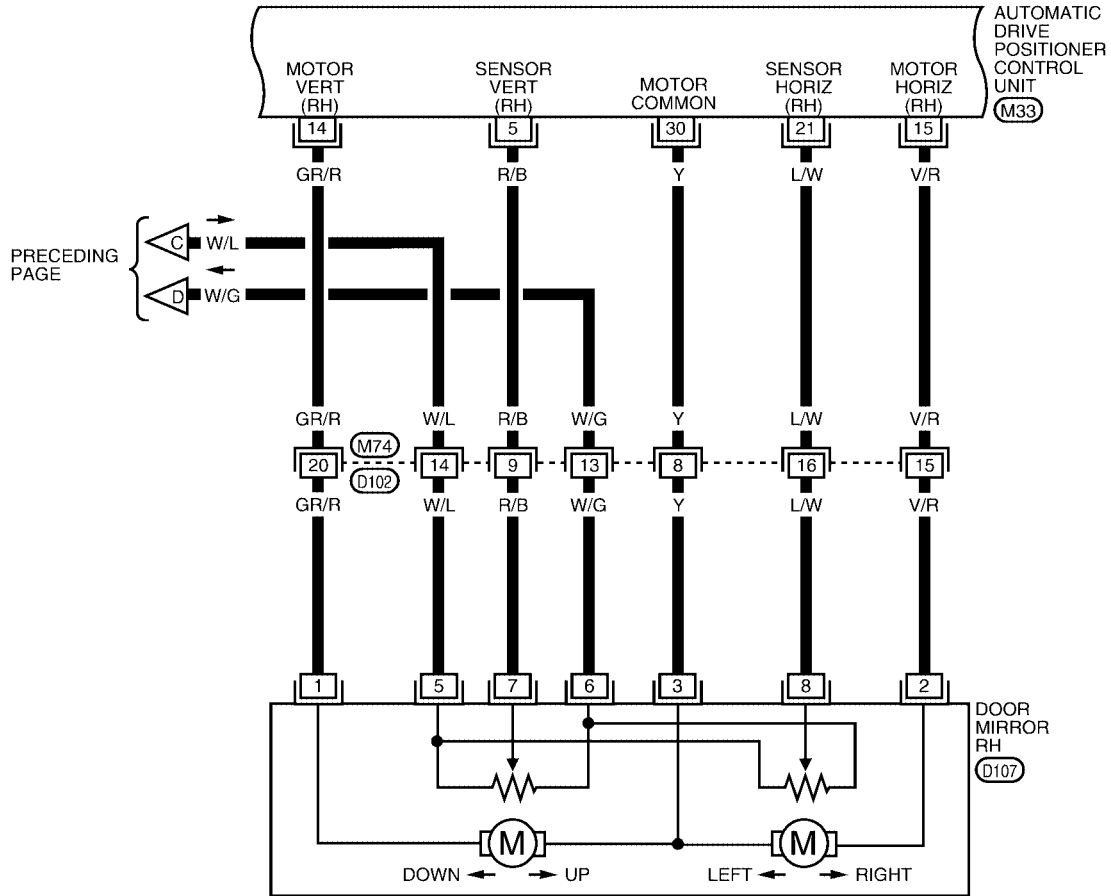 AUTOMATIC
DRIVE
POSITIONER
CONTROL
UNIT
M33
MOTOR
VERT
(RH)
SENSOR
VERT
(RH)
MOTOR
COMMON
SENSOR
HORIZ
(RH)
MOTOR
HORIZ
(RH)
14 5 30 21 15
GR/R R/B Y L/W V/R
PRECEDING
PAGE
C W/L
D W/G
GR/R W/L R/B W/G Y L/W V/R
M74
20 14 9 13 8 16 15
D102
GR/R W/L R/B W/G Y L/W V/R
1 5 7 6 3 8 2
DOOR
MIRROR
RH
D107
M M
DOWN UP LEFT RIGHT